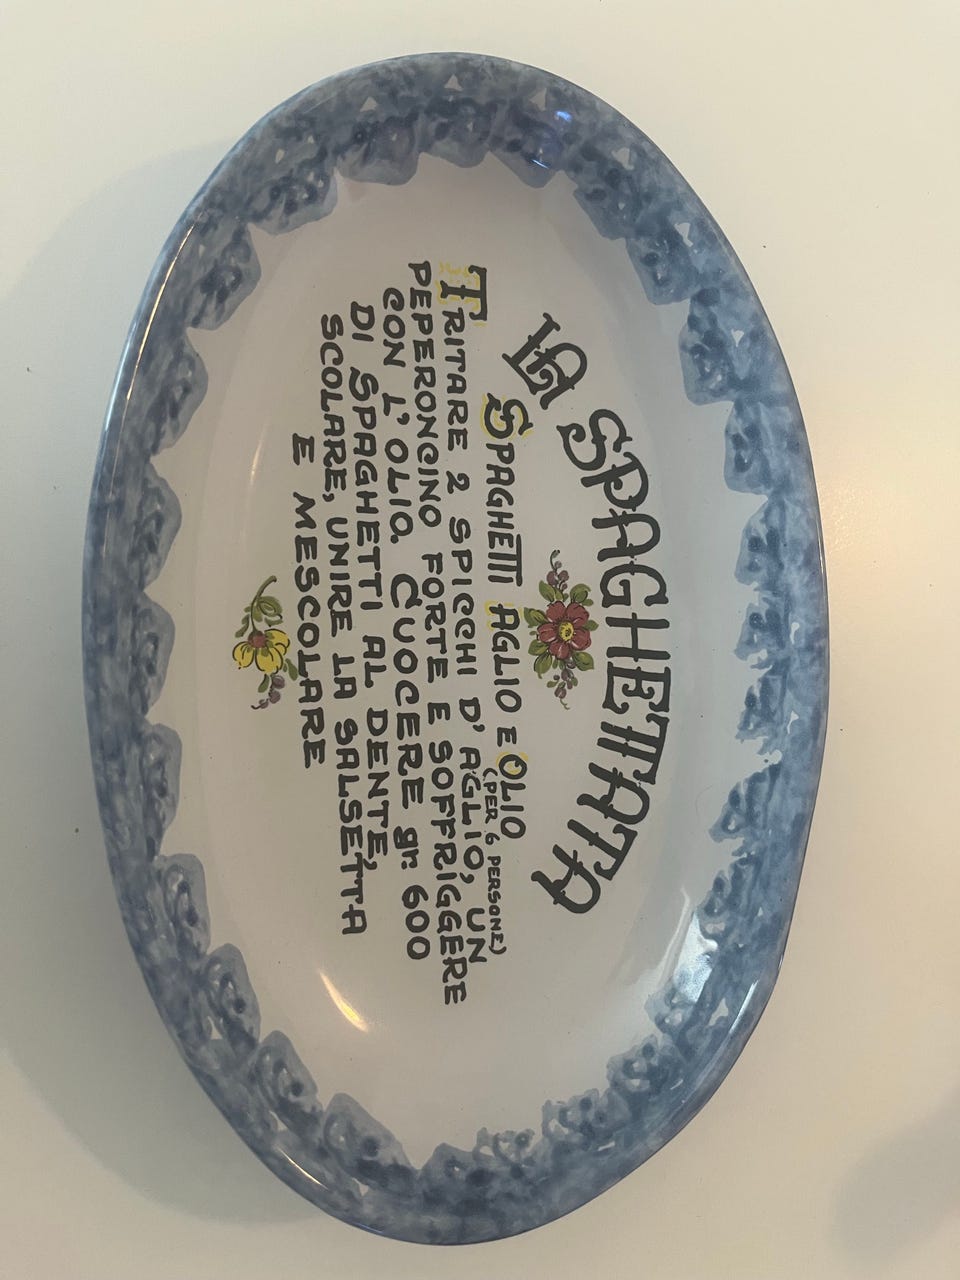 LA SPAGHETTATA
SPAGHETTI AGLIO E OLIO
(PER 6 PERSONE)
TRITARE 2 SPICCHI D'AGLIO, UN
PEPERONCINO FORTE E SOFFRIGGERE
CON L'OLIO. CUOCERE gr. 600
DI SPAGHETTI AL DENTE,
SCOLARE, UNIRE LA SALSETTA
E MESCOLARE